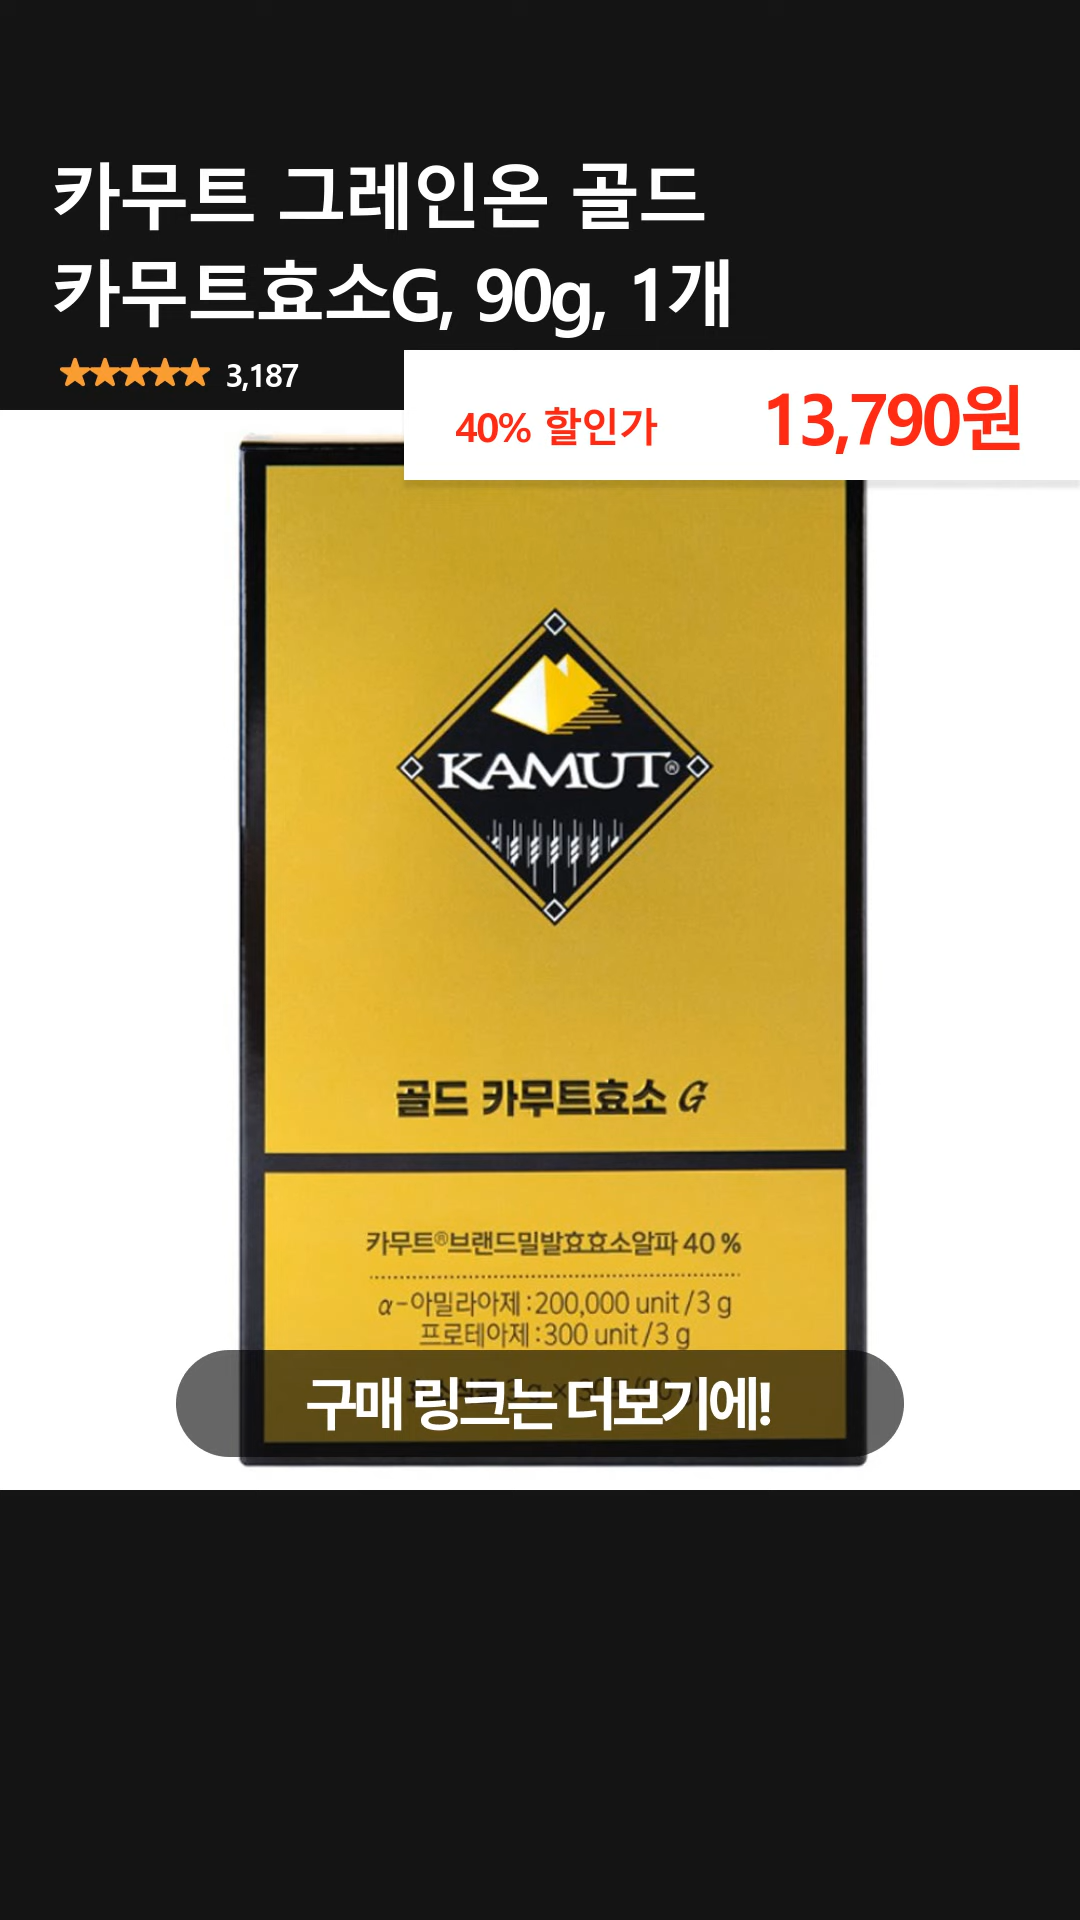 카무트 그레인온 골드
카무트효소G, 90g, 1개
3,187
40% 할인가 13,790원
KAMUT®
골드 카무트효소 G
카무트®브랜드밀발효효소알파 40 %
α-아밀라아제 : 200,000 unit / 3 g
프로테아제 : 300 unit / 3 g
구매 링크는 더보기에!